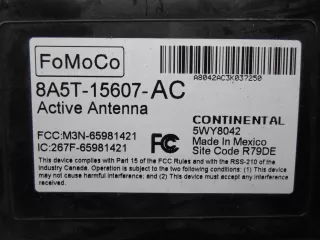 FoMoCo
A8042AC3K037250
8A5T-15607-AC
Active Antenna
CONTINENTAL
5WY8042
FCC:M3N-65981421
FC
Made In Mexico
IC:267F-65981421
Site Code R79DE
This device complies with Part 15 of the FCC Rules and with the RSS-210 of the
Industry Canada. Operation is subject to the two following conditions: (1) This device
may not cause harmful interference; and (2) This device must accept any interference
received.